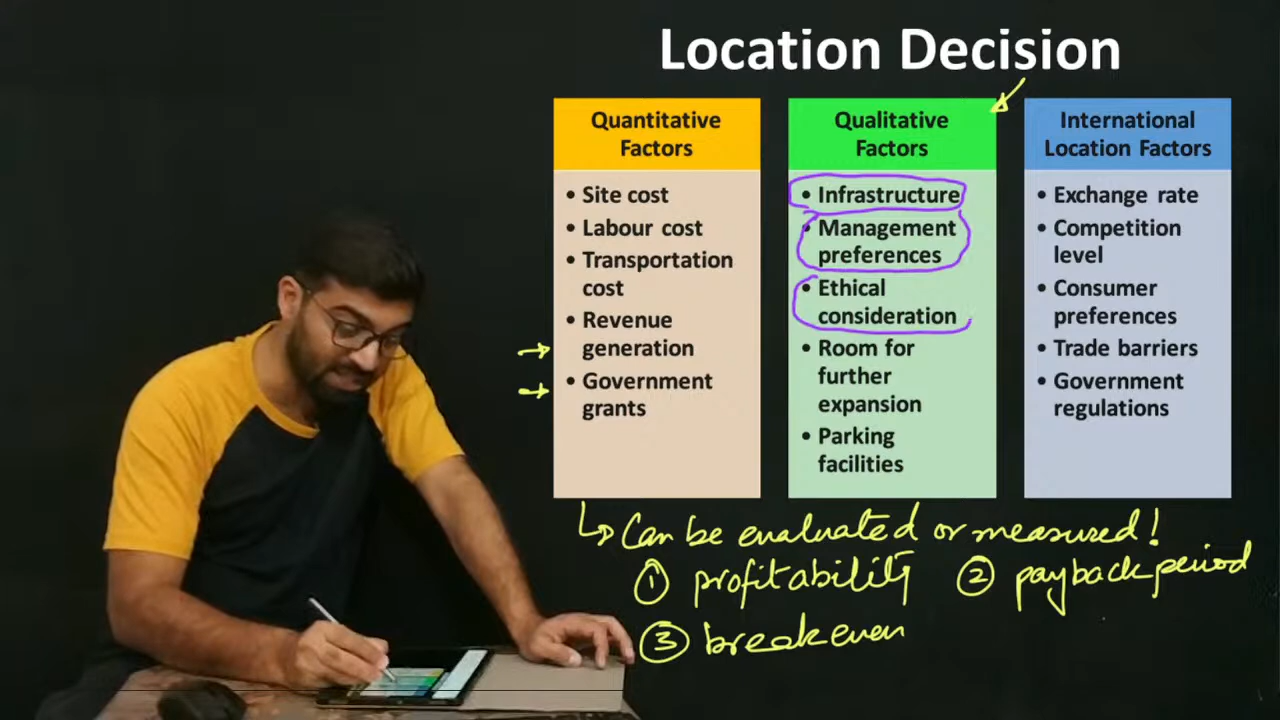 Location Decision
Quantitative
Factors
• Site cost
• Labour cost
• Transportation
cost
• Revenue
generation
• Government
grants
Qualitative
Factors
• Infrastructure
• Management
preferences
• Ethical
consideration
• Room for
further
expansion
• Parking
facilities
International
Location Factors
• Exchange rate
• Competition
level
• Consumer
preferences
• Trade barriers
• Government
regulations
↳ Can be evaluated or measured!
① profitability ② payback period
③ breakeven